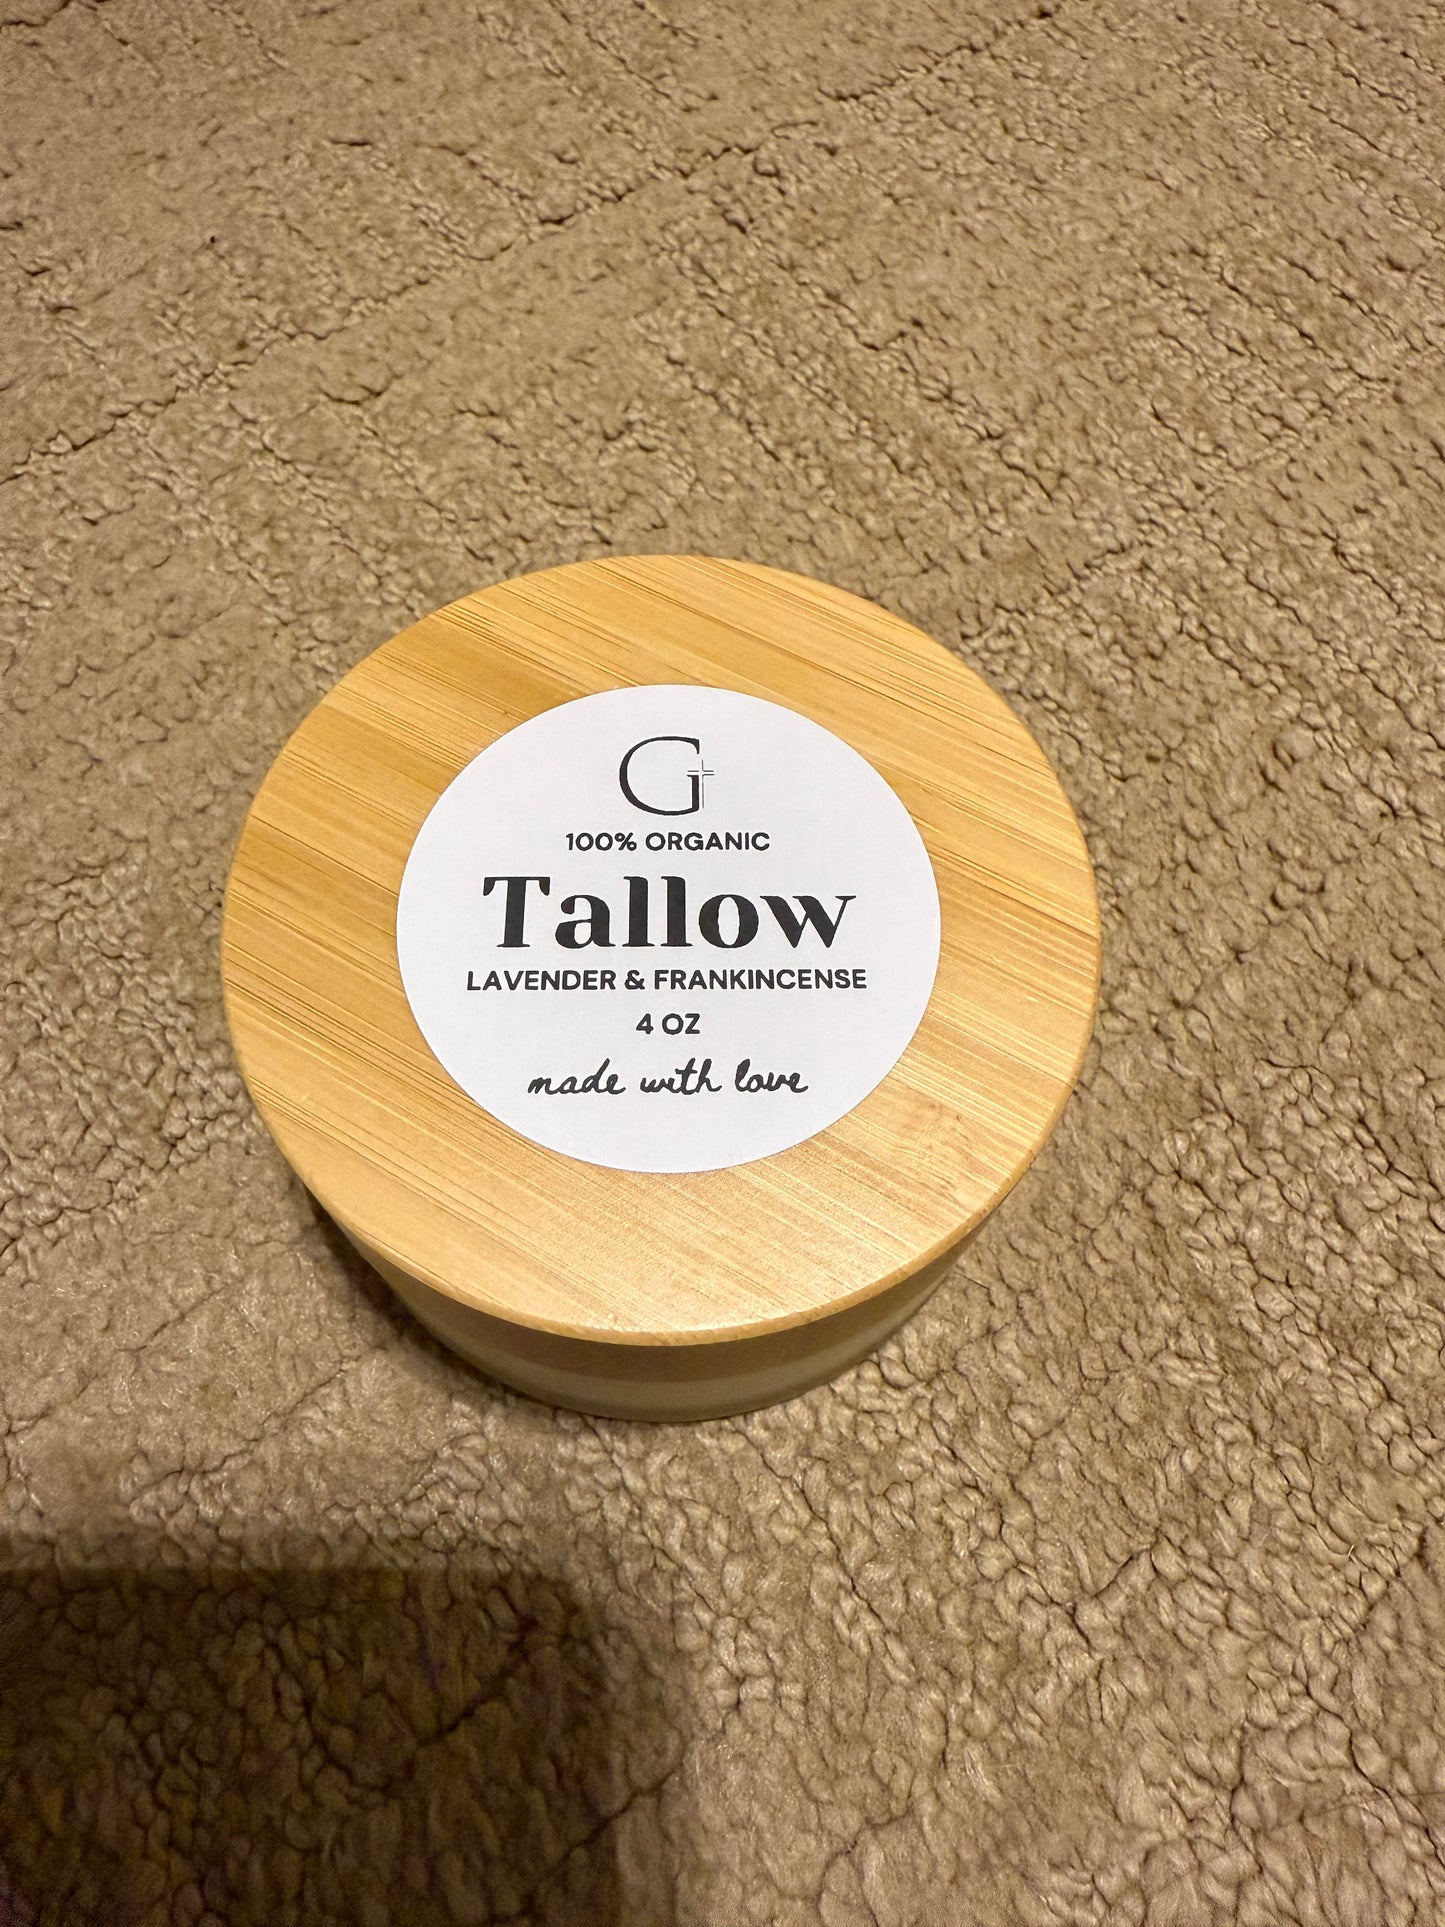 G
100% ORGANIC
Tallow
LAVENDER & FRANKINCENSE
4 OZ
made with love